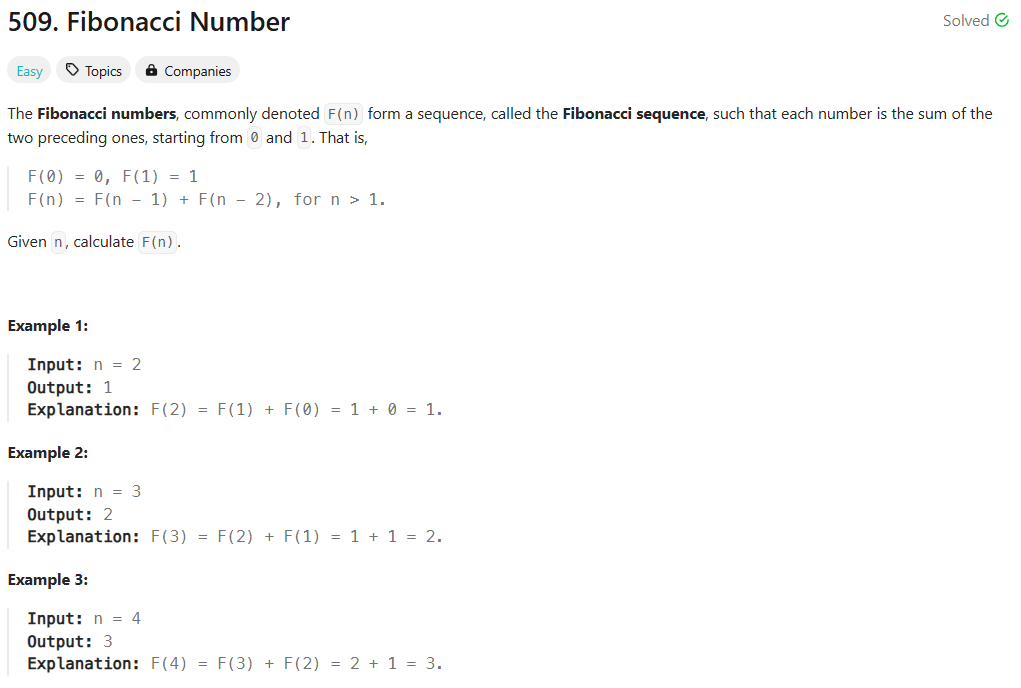 509. Fibonacci Number
Solved
Easy Topics Companies
The Fibonacci numbers, commonly denoted F(n) form a sequence, called the Fibonacci sequence, such that each number is the sum of the
two preceding ones, starting from 0 and 1. That is,
F(0) = 0, F(1) = 1
F(n) = F(n − 1) + F(n − 2), for n > 1.
Given n, calculate F(n).
Example 1:
Input: n = 2
Output: 1
Explanation: F(2) = F(1) + F(0) = 1 + 0 = 1.
Example 2:
Input: n = 3
Output: 2
Explanation: F(3) = F(2) + F(1) = 1 + 1 = 2.
Example 3:
Input: n = 4
Output: 3
Explanation: F(4) = F(3) + F(2) = 2 + 1 = 3.